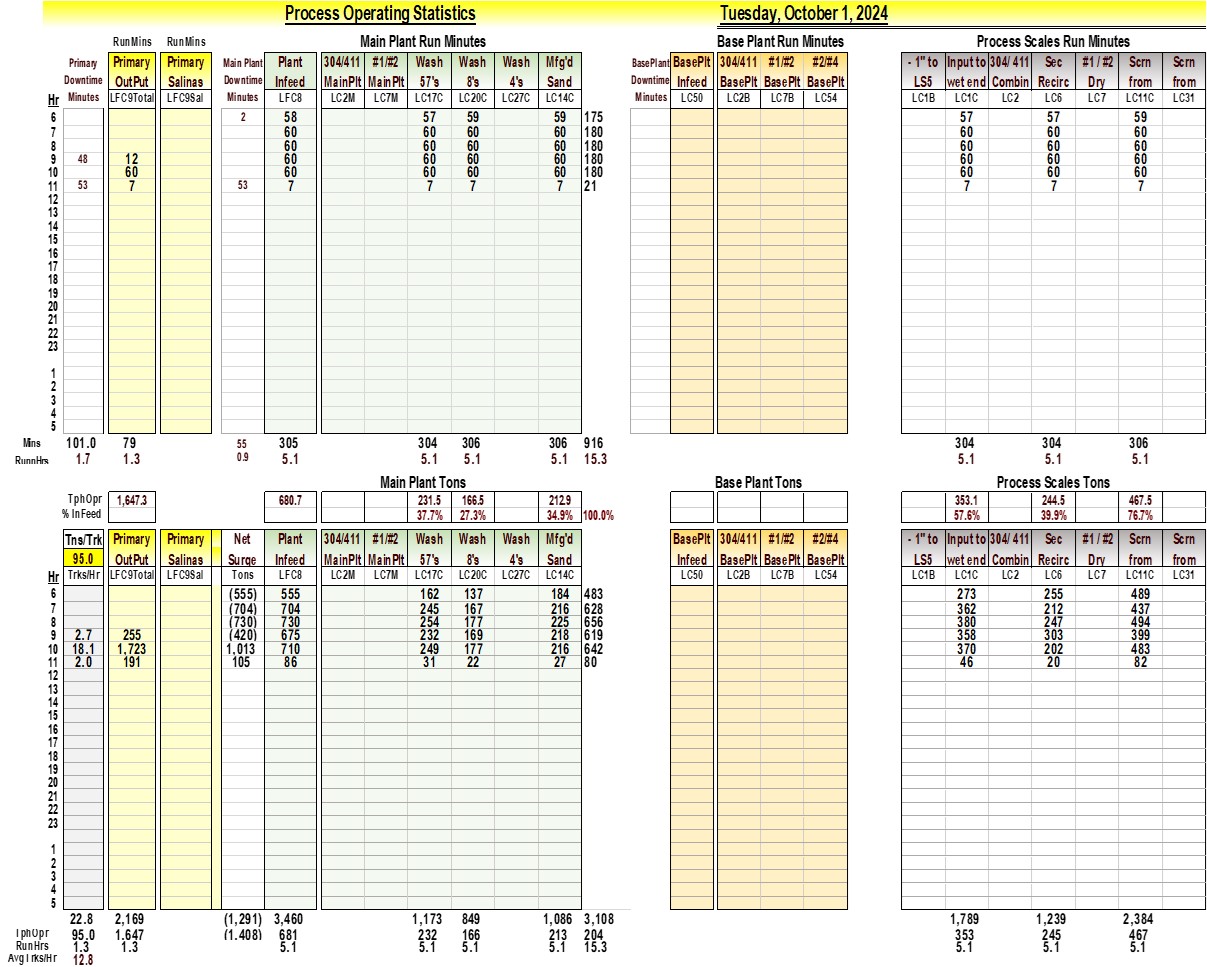 Process Operating Statistics Tuesday, October 1, 2024
RunMins RunMins Main Plant Run Minutes Base Plant Run Minutes Process Scales Run Minutes
Primary Primary Primary Main Plant Plant 304/411 #1/#2 Wash Wash Wash Mfg'd BasePlant BasePlt 304/411 #1/#2 #2/#4 - 1" to Input to 304/ 411 Sec #1 / #2 Scrn Scrn
Downtime OutPut Salinas Downtime Infeed MainPlt MainPlt 57's 8's 4's Sand Downtime Infeed BasePlt BasePlt BasePlt LS5 wet end Combin Recirc Dry from from
Hr Minutes LFC9Total LFC9Sal Minutes LFC8 LC2M LC7M LC17C LC20C LC27C LC14C Minutes LC50 LC2B LC7B LC54 LC1B LC1C LC2 LC6 LC7 LC11C LC31
6 2 58 57 59 59 175 57 57 59
7 60 60 60 60 180 60 60 60
8 60 60 60 60 180 60 60 60
9 48 12 60 60 60 60 180 60 60 60
10 60 60 60 60 60 180 60 60 60
11 53 7 53 7 7 7 7 21 7 7 7
12
13
14
15
16
17
18
19
20
21
22
23
1
2
3
4
5
Mins 101.0 79 55 305 304 306 306 916 304 304 306
RunnHrs 1.7 1.3 0.9 5.1 5.1 5.1 5.1 15.3 5.1 5.1 5.1
Main Plant Tons Base Plant Tons Process Scales Tons
TphOpr 1,647.3 680.7 231.5 166.5 212.9 353.1 244.5 467.5
% InFeed 37.7% 27.3% 34.9% 100.0% 57.6% 39.9% 76.7%
Tns/Trk Primary Primary Net Plant 304/411 #1/#2 Wash Wash Wash Mfg'd BasePlt 304/411 #1/#2 #2/#4 - 1" to Input to 304/ 411 Sec #1 / #2 Scrn Scrn
95.0 OutPut Salinas Surge Infeed MainPlt MainPlt 57's 8's 4's Sand Infeed BasePlt BasePlt BasePlt LS5 wet end Combin Recirc Dry from from
Hr Trks/Hr LFC9Total LFC9Sal Tons LFC8 LC2M LC7M LC17C LC20C LC27C LC14C LC50 LC2B LC7B LC54 LC1B LC1C LC2 LC6 LC7 LC11C LC31
6 (555) 555 162 137 184 483 273 255 489
7 (704) 704 245 167 216 628 362 212 437
8 (730) 730 254 177 225 656 380 247 494
9 2.7 255 (420) 675 232 169 218 619 358 303 399
10 18.1 1,723 1,013 710 249 177 216 642 370 202 483
11 2.0 191 105 86 31 22 27 80 46 20 82
12
13
14
15
16
17
18
19
20
21
22
23
1
2
3
4
5
22.8 2,169 (1,291) 3,460 1,173 849 1,086 3,108 1,789 1,239 2,384
TphOpr 95.0 1,647 (1,408) 681 232 166 213 204 353 245 467
RunHrs 1.3 1.3 5.1 5.1 5.1 5.1 15.3 5.1 5.1 5.1
AvgTrks/Hr 12.8